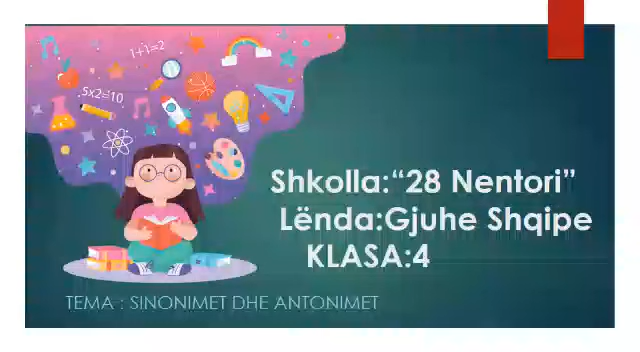 1+1=2
5x2=10
Shkolla:“28 Nentori”
Lënda:Gjuhe Shqipe
KLASA:4
TEMA : SINONIMET DHE ANTONIMET